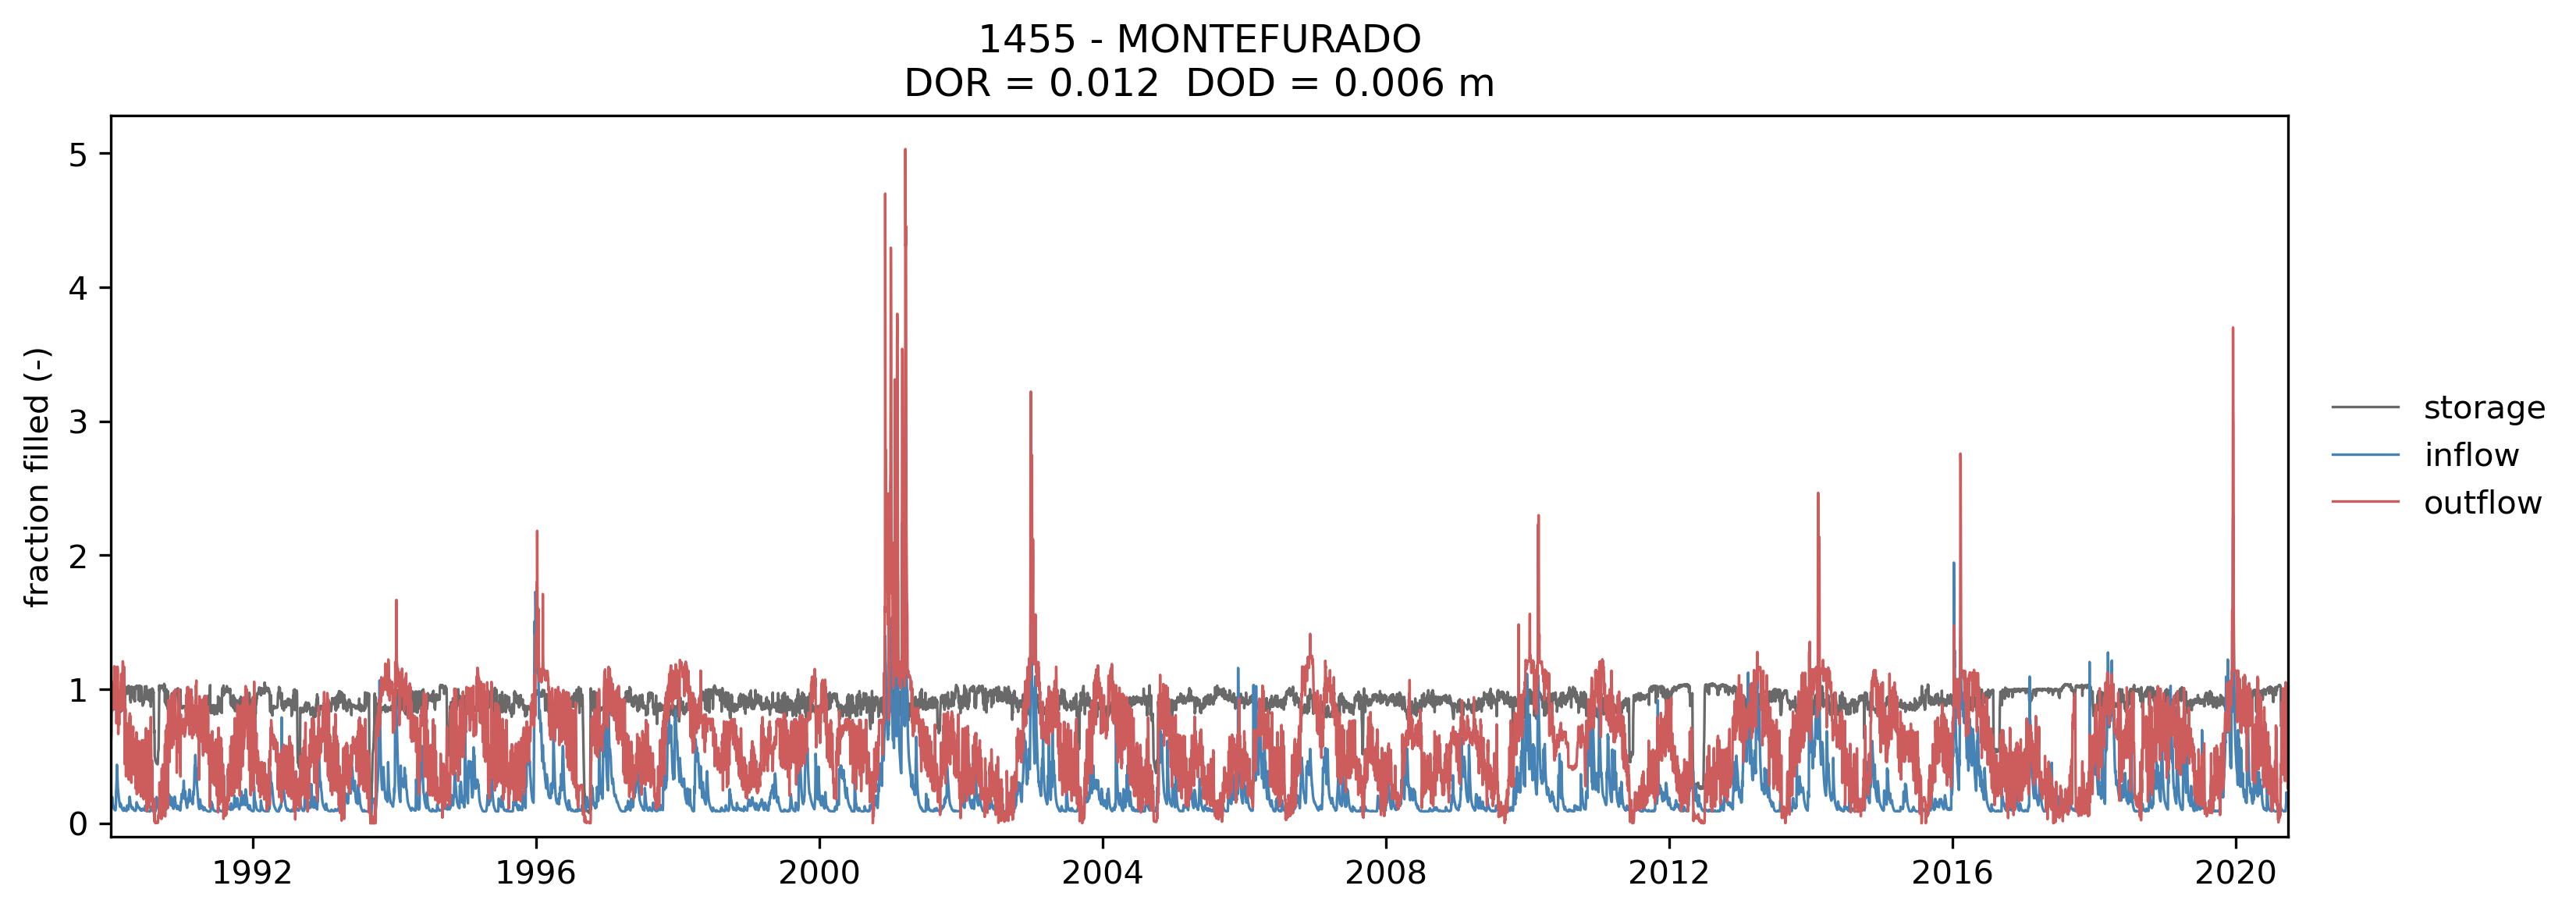 1455 - MONTEFURADO
DOR = 0.012  DOD = 0.006 m
fraction filled (-)
5
4
3
2
1
0
1992
1996
2000
2004
2008
2012
2016
2020
storage
inflow
outflow